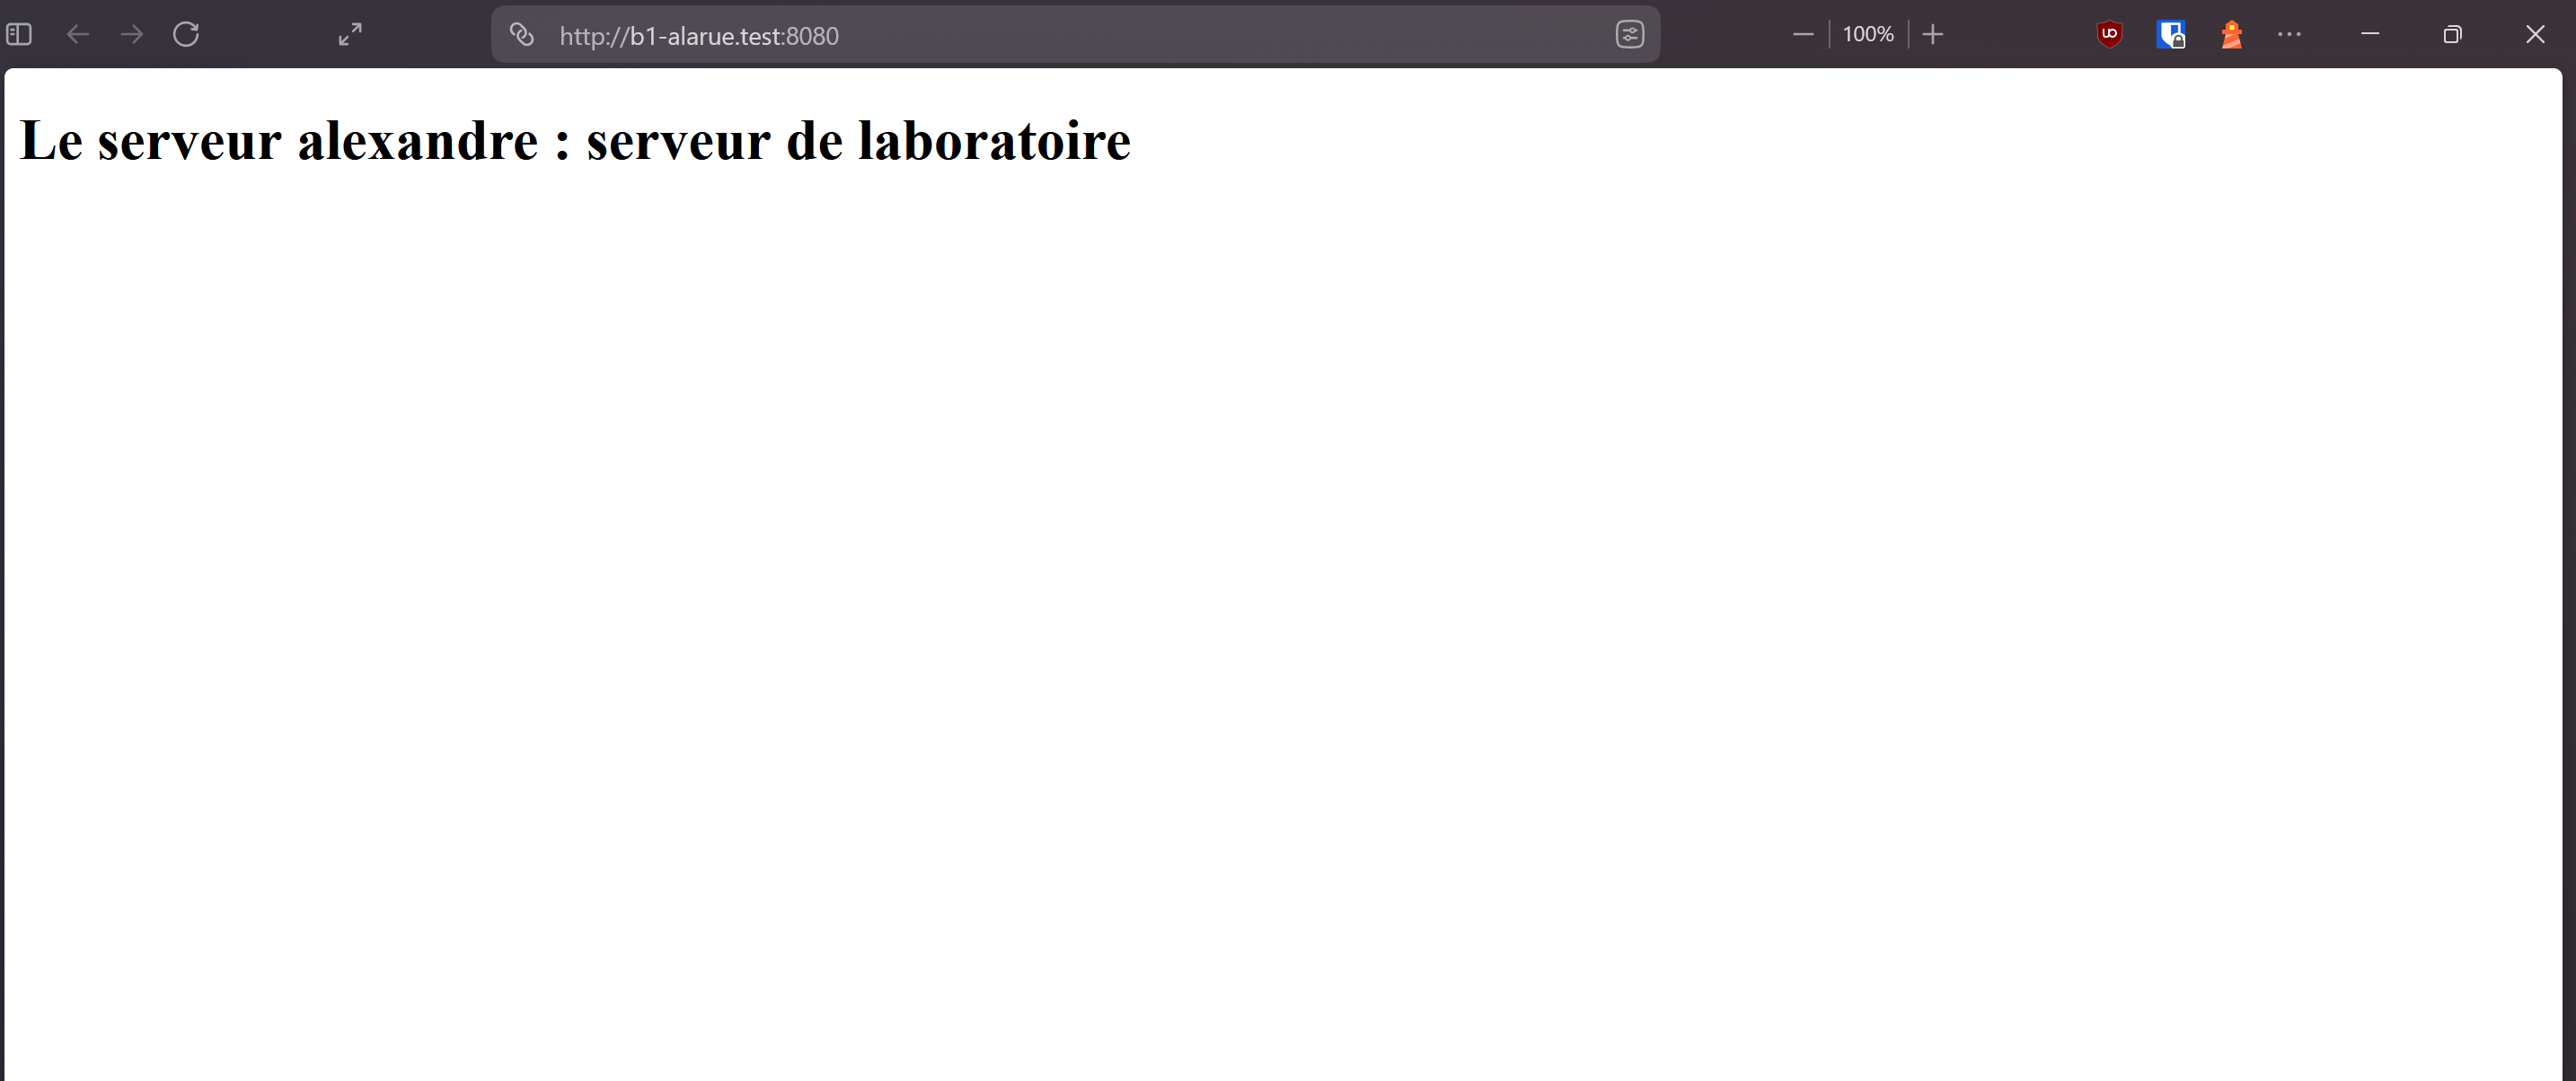 http://b1-alarue.test:8080
100%
Le serveur alexandre : serveur de laboratoire